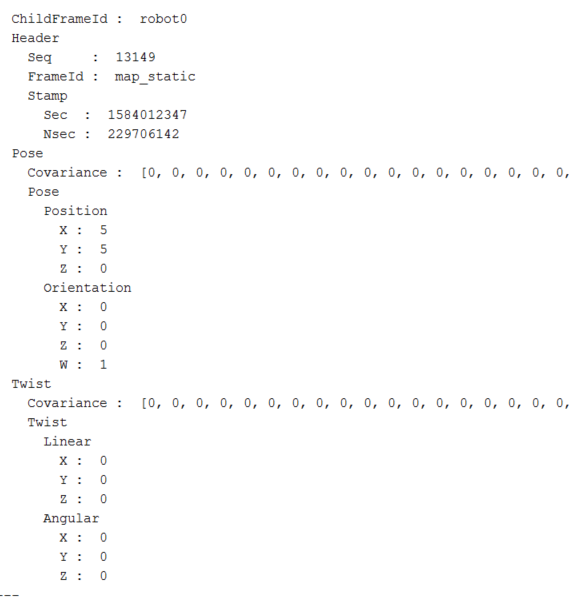 ChildFrameId :  robot0
Header
  Seq     :  13149
  FrameId :  map_static
  Stamp
    Sec  :  1584012347
    Nsec :  229706142
Pose
  Covariance :  [0, 0, 0, 0, 0, 0, 0, 0, 0, 0, 0, 0, 0, 0, 0, 0, 0, 0,
  Pose
    Position
      X :  5
      Y :  5
      Z :  0
    Orientation
      X :  0
      Y :  0
      Z :  0
      W :  1
Twist
  Covariance :  [0, 0, 0, 0, 0, 0, 0, 0, 0, 0, 0, 0, 0, 0, 0, 0, 0, 0,
  Twist
    Linear
      X :  0
      Y :  0
      Z :  0
    Angular
      X :  0
      Y :  0
      Z :  0
---